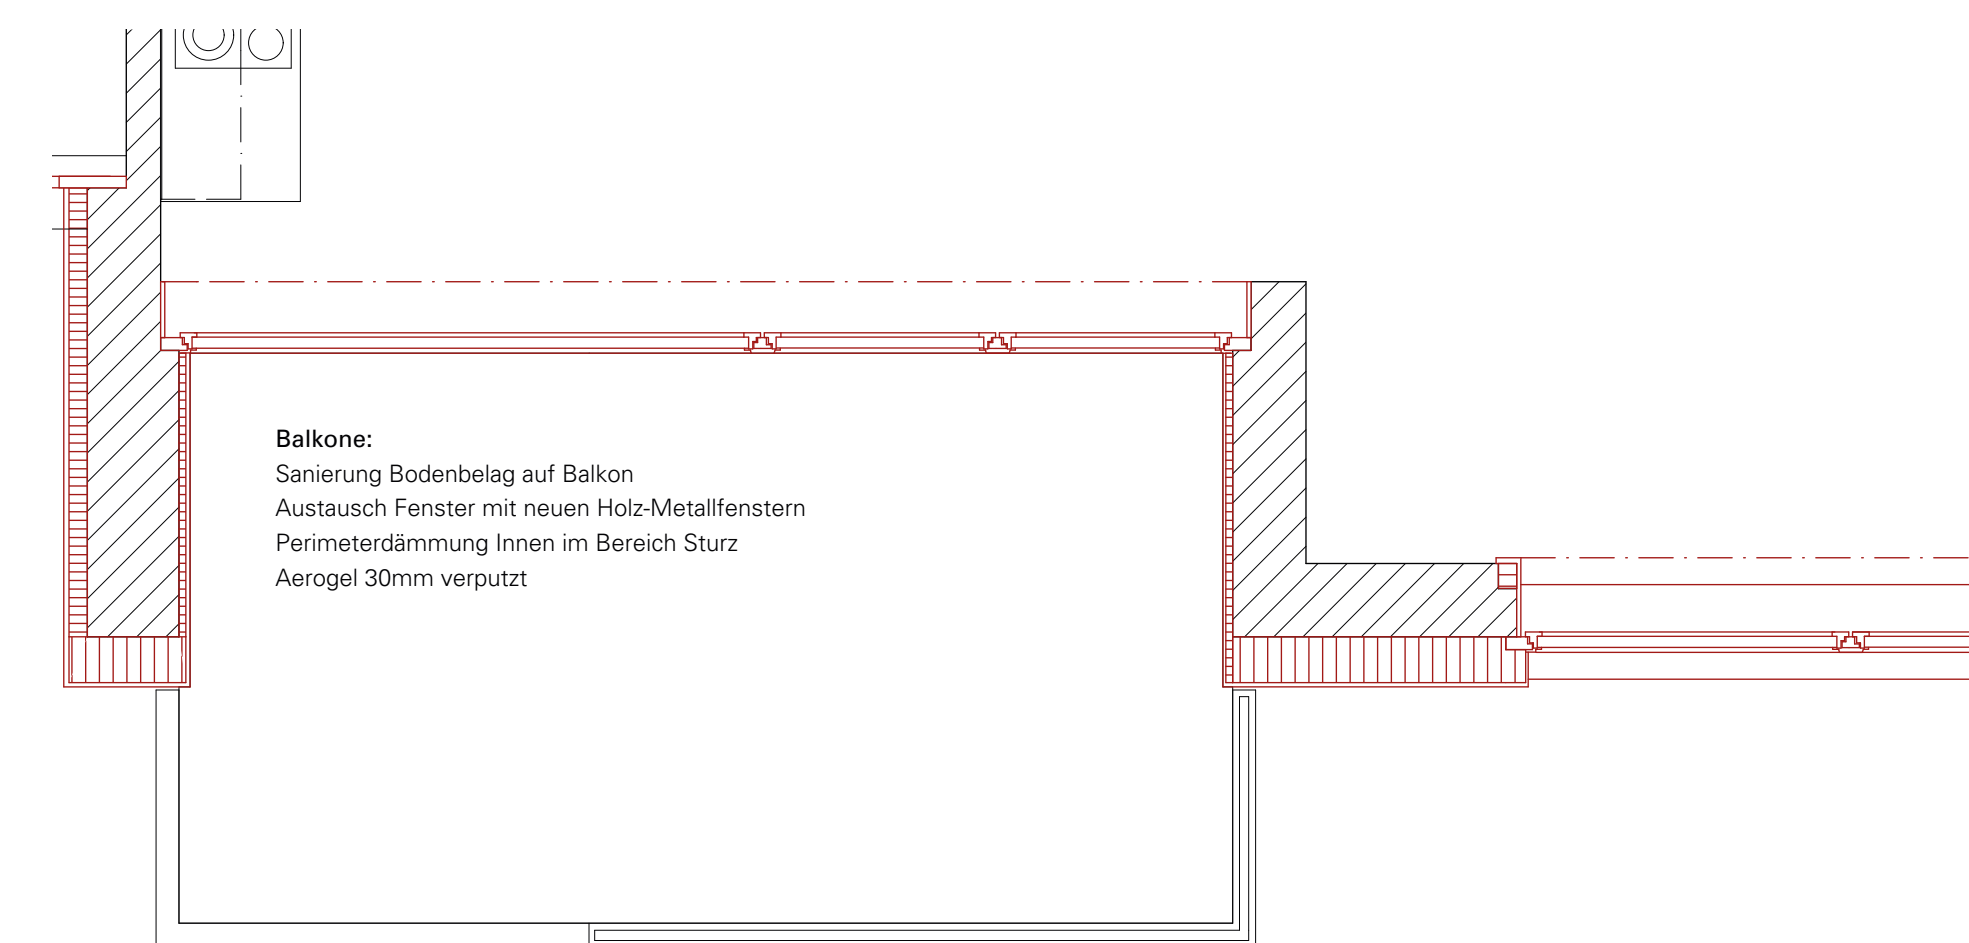 Balkone:
Sanierung Bodenbelag auf Balkon
Austausch Fenster mit neuen Holz-Metallfenstern
Perimeterdämmung Innen im Bereich Sturz
Aerogel 30mm verputzt